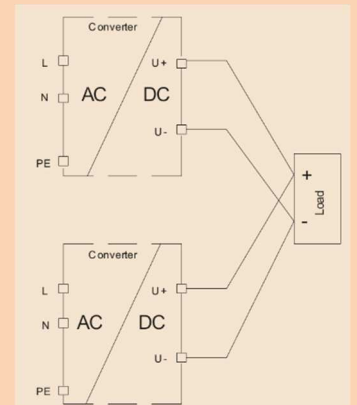 Converter
L
U+
N
AC
DC
U-
PE
+
Load
-
Converter
L
U+
N
AC
DC
U-
PE